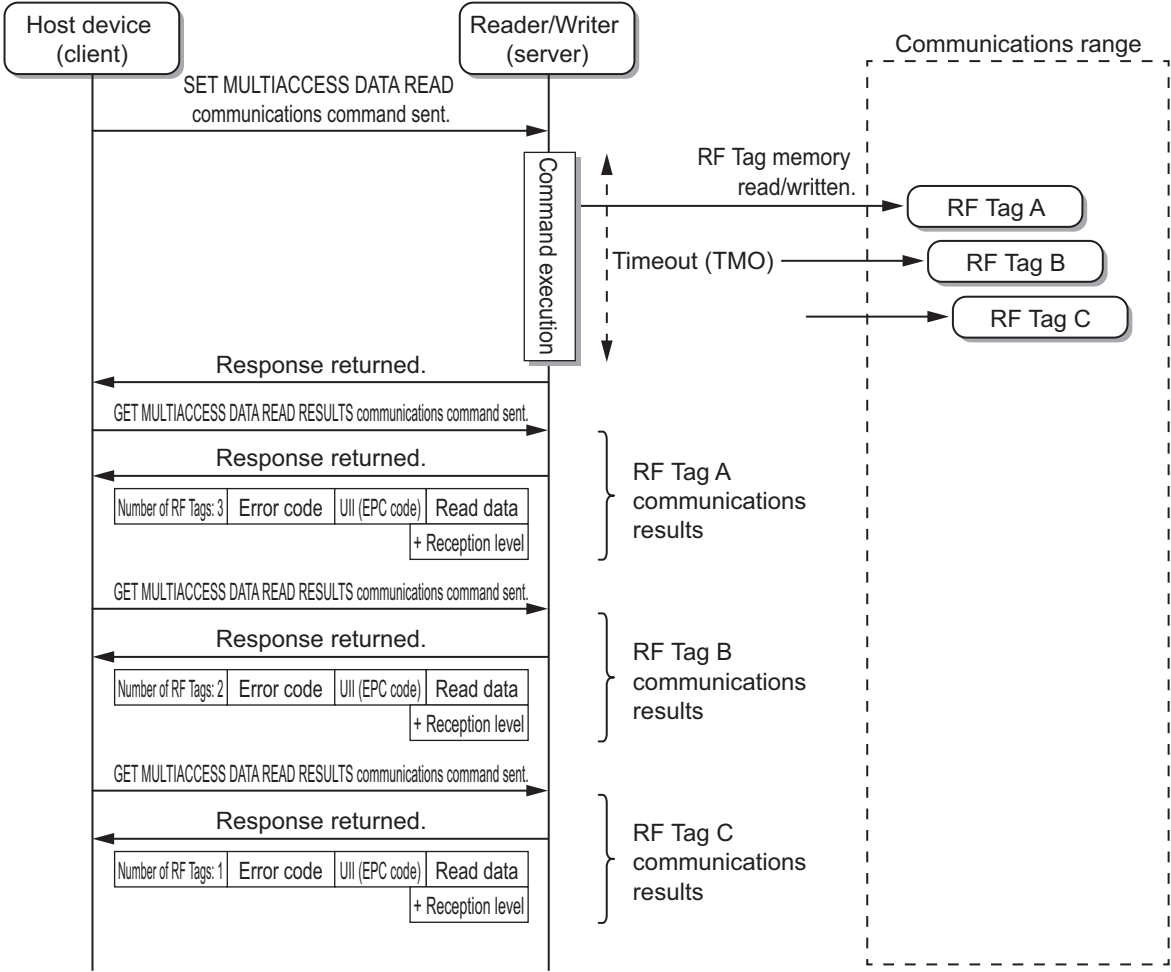 Host device
(client)
Reader/Writer
(server)
Communications range
SET MULTIACCESS DATA READ
communications command sent.
Command execution
RF Tag memory
read/written.
RF Tag A
Timeout (TMO)
RF Tag B
RF Tag C
Response returned.
GET MULTIACCESS DATA READ RESULTS communications command sent.
Response returned.
Number of RF Tags: 3 Error code UII (EPC code) Read data
+ Reception level
RF Tag A
communications
results
GET MULTIACCESS DATA READ RESULTS communications command sent.
Response returned.
Number of RF Tags: 2 Error code UII (EPC code) Read data
+ Reception level
RF Tag B
communications
results
GET MULTIACCESS DATA READ RESULTS communications command sent.
Response returned.
Number of RF Tags: 1 Error code UII (EPC code) Read data
+ Reception level
RF Tag C
communications
results